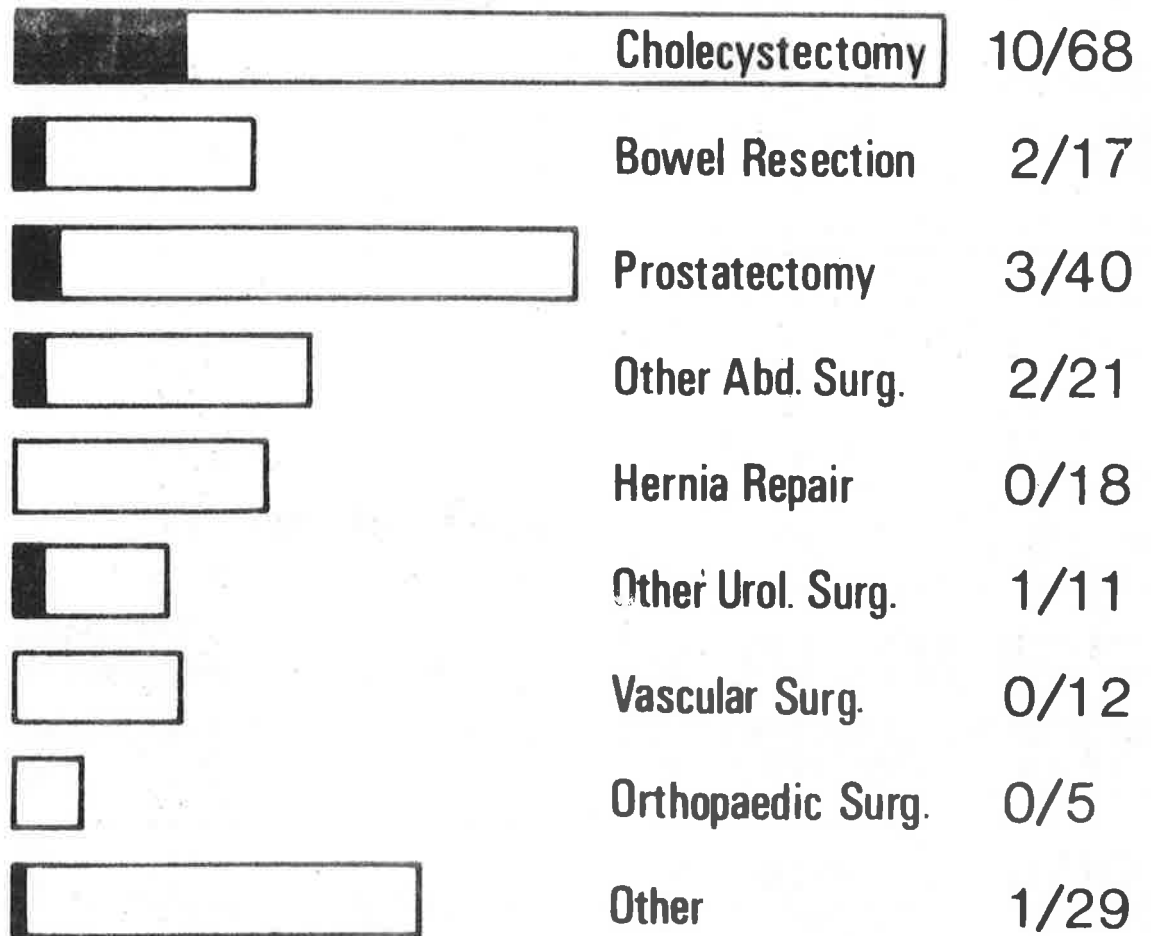 Cholecystectomy 10/68
Bowel Resection 2/17
Prostatectomy 3/40
Other Abd. Surg. 2/21
Hernia Repair 0/18
Other Urol. Surg. 1/11
Vascular Surg. 0/12
Orthopaedic Surg. 0/5
Other 1/29